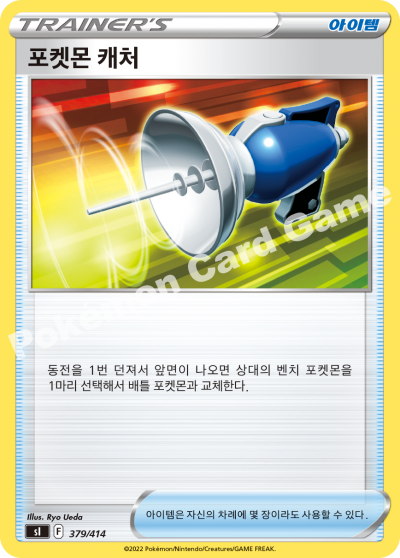 TRAINER'S
아이템
포켓몬 캐처
Pokémon Card Game
동전을 1번 던져서 앞면이 나오면 상대의 벤치 포켓몬을
1마리 선택해서 배틀 포켓몬과 교체한다.
Illus. Ryo Ueda
sI F 379/414
아이템은 자신의 차례에 몇 장이라도 사용할 수 있다.
©2022 Pokémon/Nintendo/Creatures/GAME FREAK.